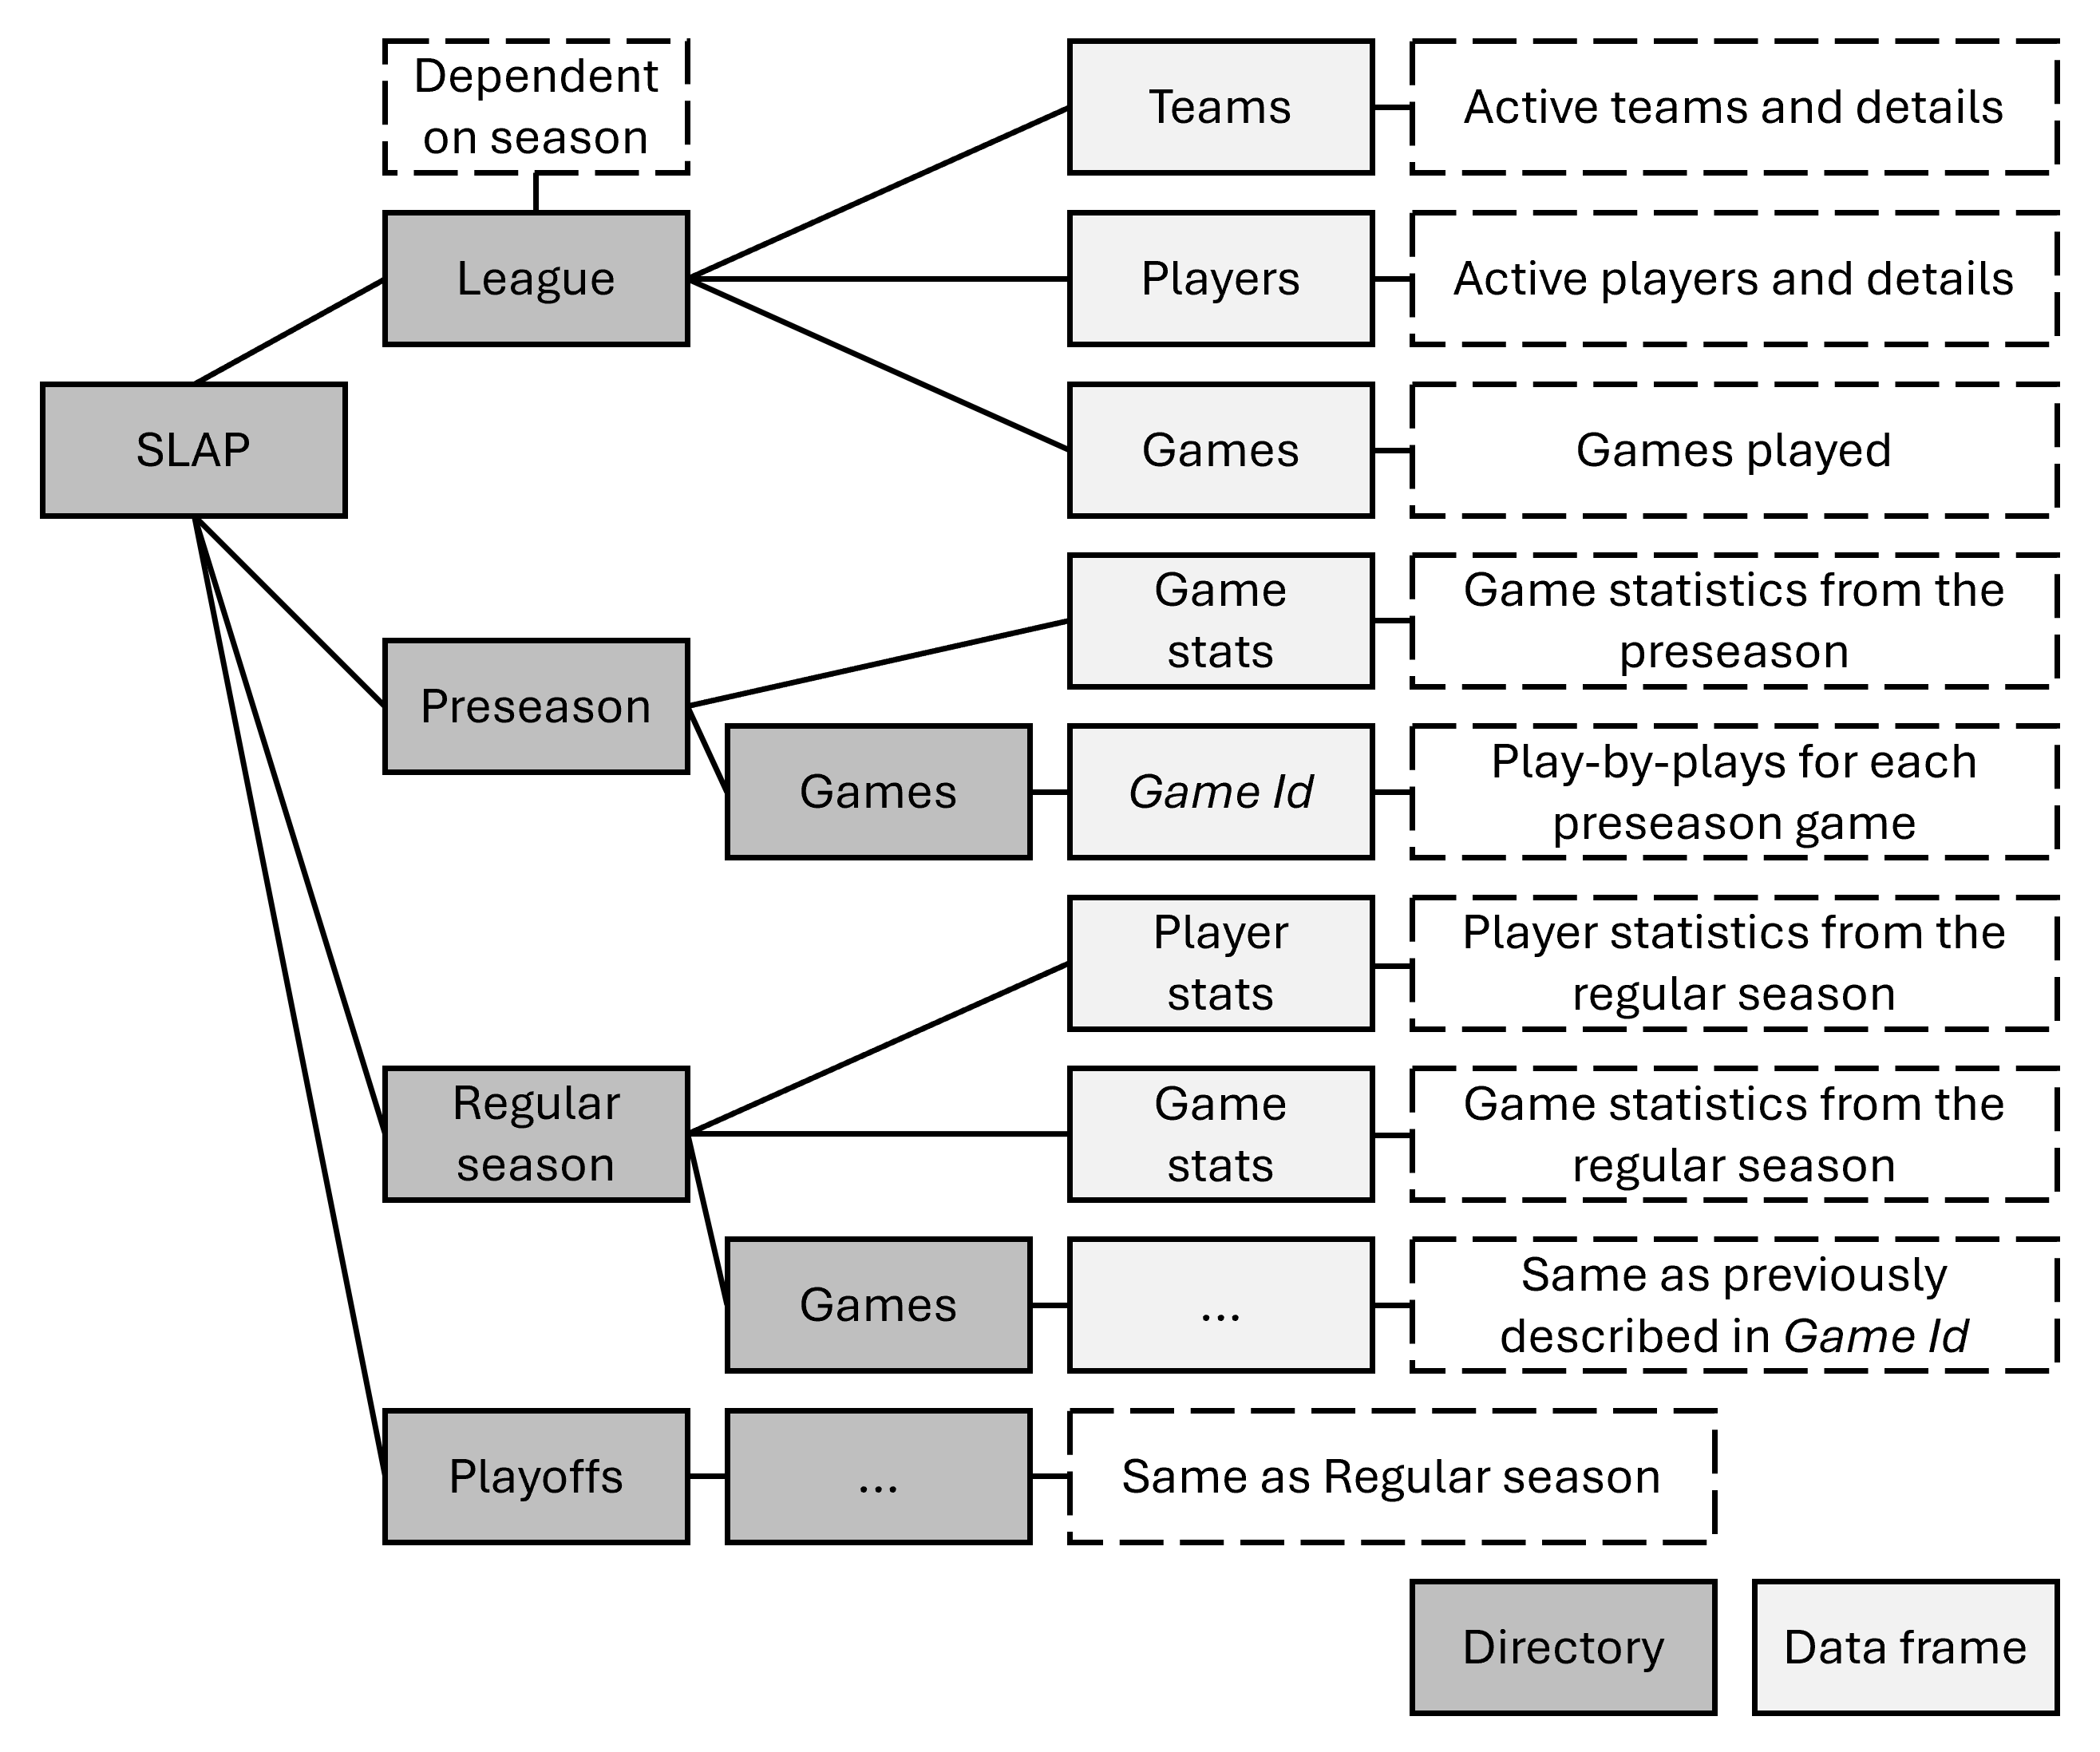 Dependent
on season
Teams
Active teams and details
League
Players
Active players and details
SLAP
Games
Games played
Game
stats
Game statistics from the
preseason
Preseason
Games
Game Id
Play-by-plays for each
preseason game
Player
stats
Player statistics from the
regular season
Regular
season
Game
stats
Game statistics from the
regular season
Games
...
Same as previously
described in Game Id
Playoffs
...
Same as Regular season
Directory
Data frame